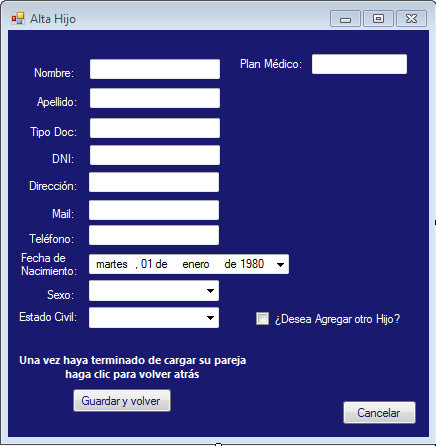 Alta Hijo
Nombre:
Plan Médico:
Apellido:
Tipo Doc:
DNI:
Dirección:
Mail:
Teléfono:
Fecha de
Nacimiento:
martes , 01 de enero de 1980
Sexo:
Estado Civil:
¿Desea Agregar otro Hijo?
Una vez haya terminado de cargar su pareja
haga clic para volver atrás
Guardar y volver
Cancelar